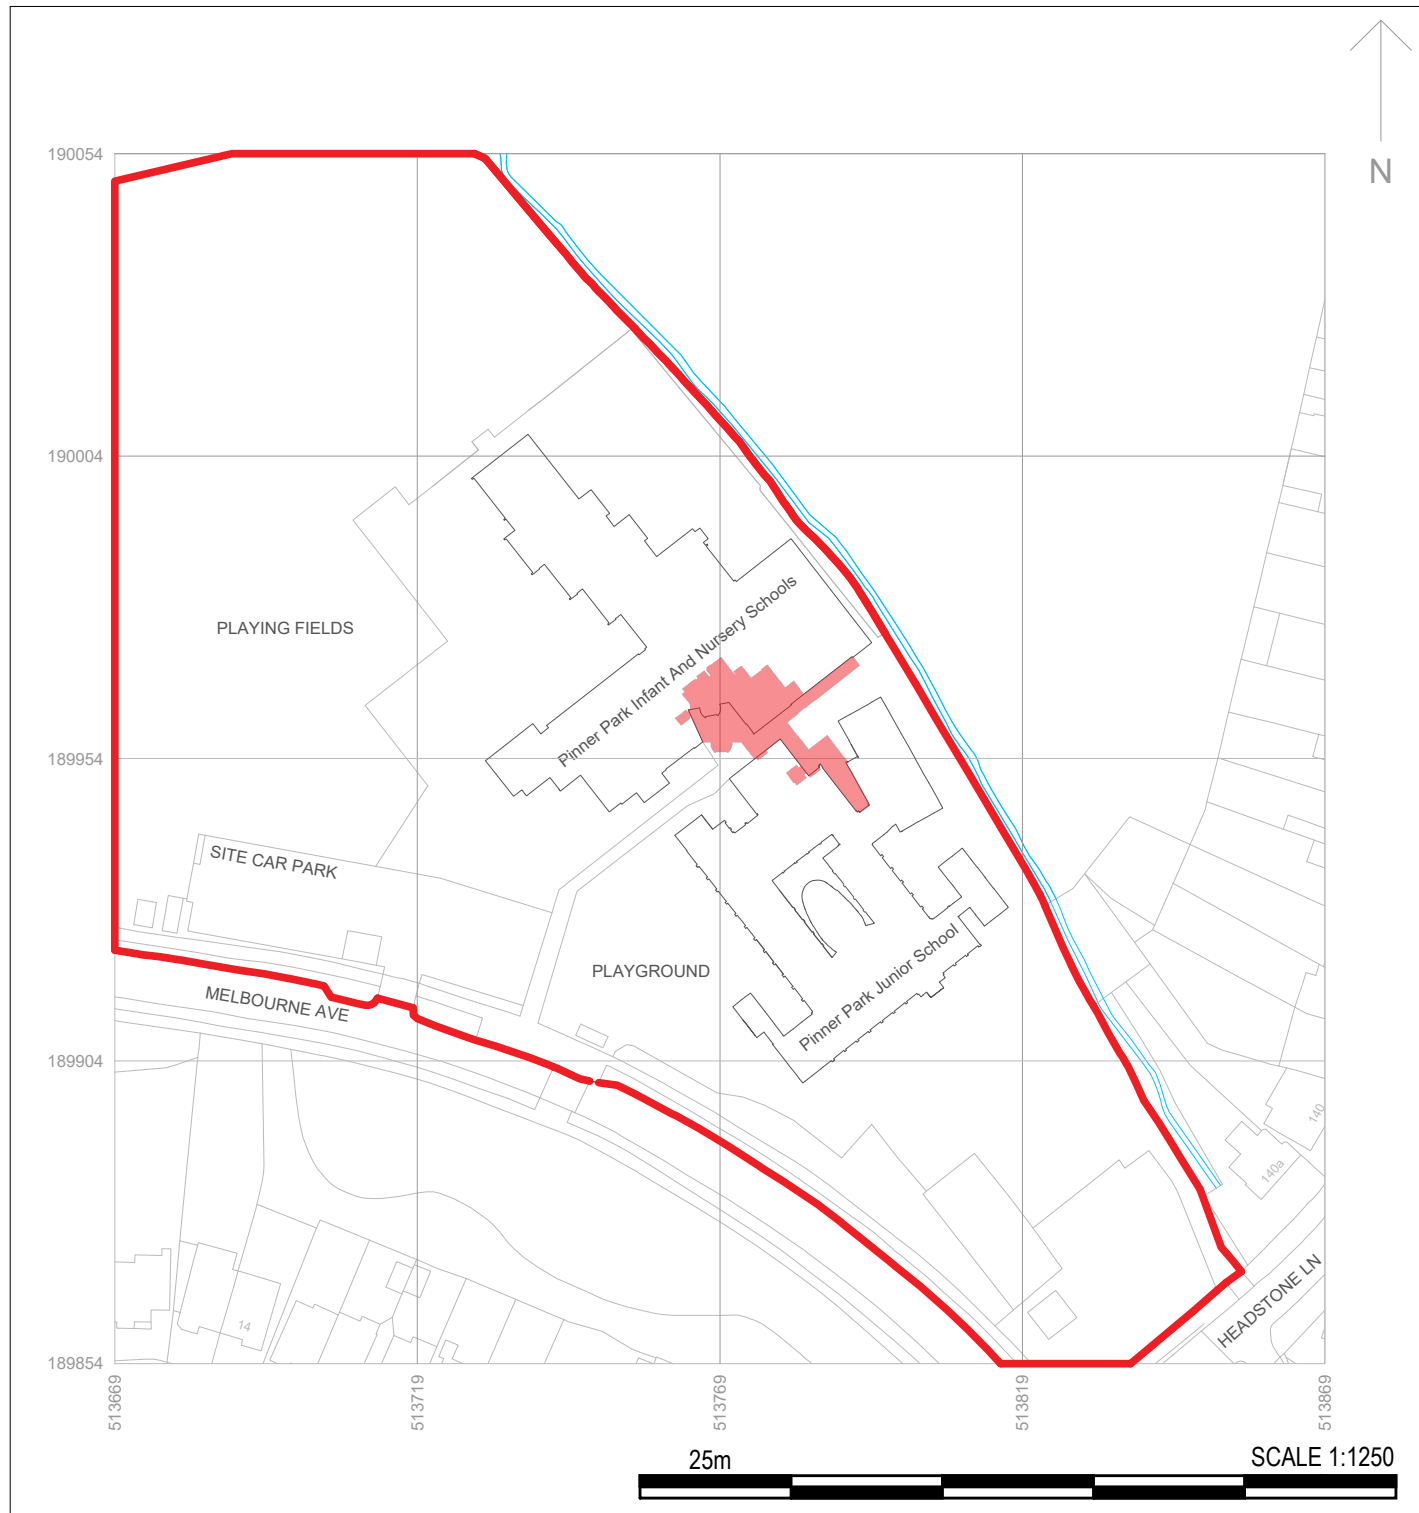 N
190054
190004
189954
189904
189854
PLAYING FIELDS
Pinner Park Infant And Nursery Schools
SITE CAR PARK
PLAYGROUND
Pinner Park Junior School
MELBOURNE AVE
140
140a
14
HEADSTONE LN
513669
513719
513769
513819
513869
25m
SCALE 1:1250